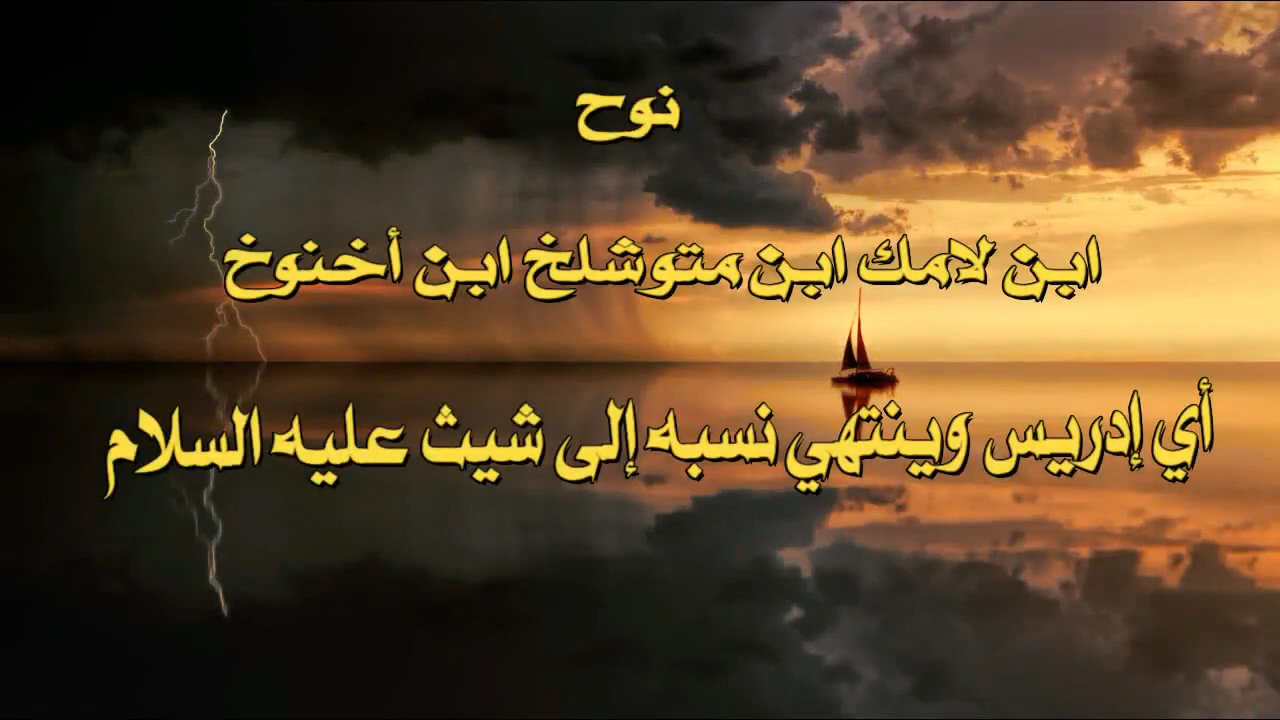 نوح
ابن لامك ابن متوشلخ ابن أخنوخ
أي إدريس وينتهي نسبه إلى شيث عليه السلام